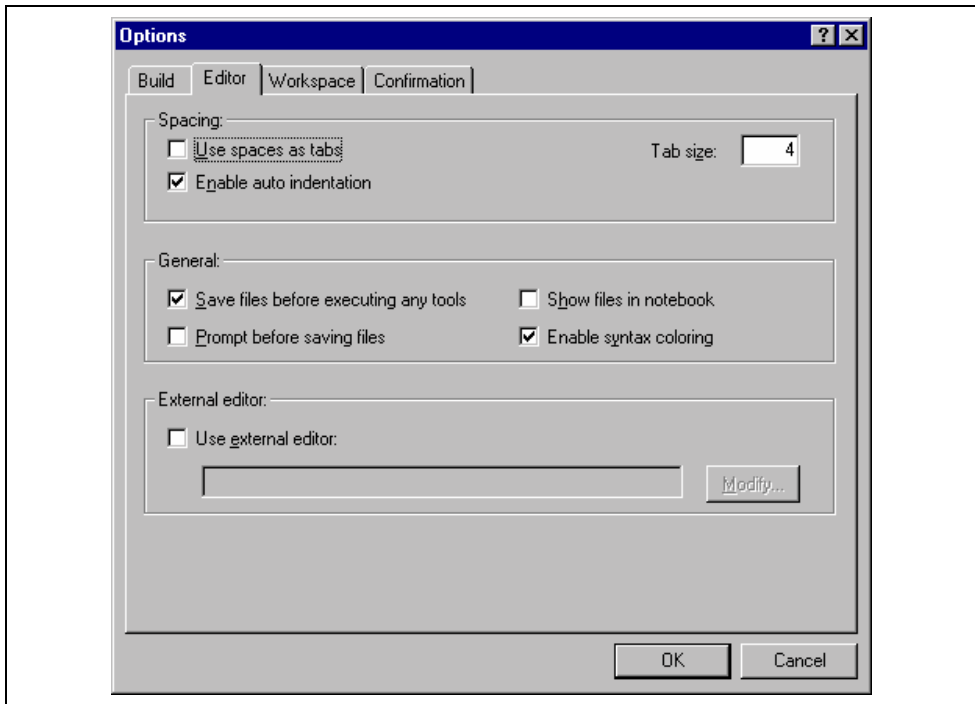 Options
Build Editor Workspace Confirmation
Spacing:
Use spaces as tabs Tab size: 4
Enable auto indentation
General:
Save files before executing any tools Show files in notebook
Prompt before saving files Enable syntax coloring
External editor:
Use external editor:
Modify...
OK Cancel